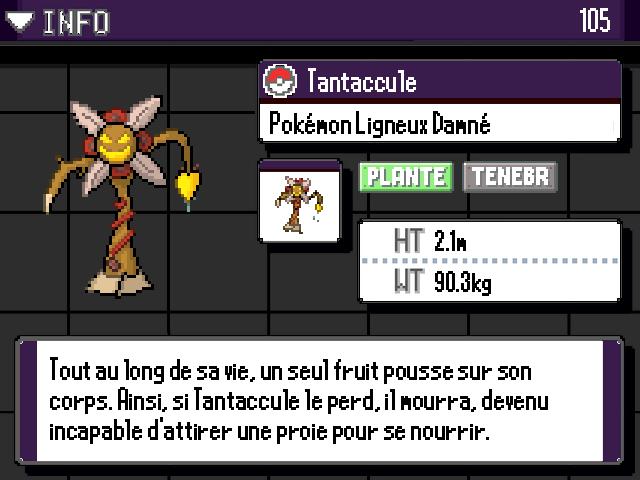 INFO
105
Tantaccule
Pokémon Ligneux Damné
PLANTE
TENEBR
HT 2.1m
WT 90.3kg
Tout au long de sa vie, un seul fruit pousse sur son
corps. Ainsi, si Tantaccule le perd, il mourra, devenu
incapable d'attirer une proie pour se nourrir.